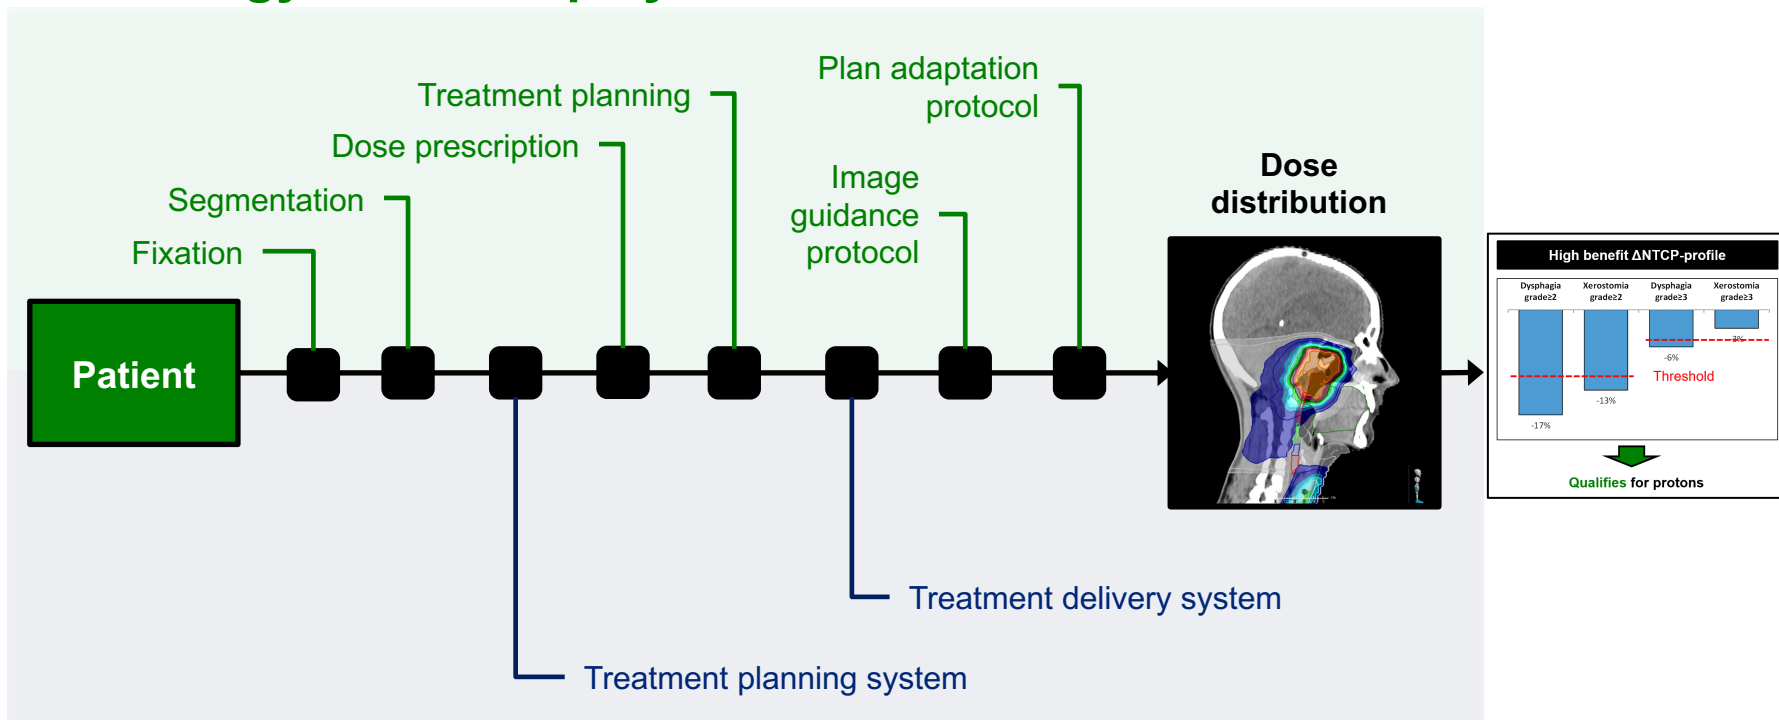 Plan adaptation
protocol
Treatment planning
Dose prescription
Image
guidance
protocol
Segmentation
Fixation
Patient
Dose
distribution
High benefit ΔNTCP-profile
Dysphagia grade≥2
Xerostomia grade≥2
Dysphagia grade≥3
Xerostomia grade≥3
-3%
-6%
Threshold
-13%
-17%
Qualifies for protons
Treatment delivery system
Treatment planning system